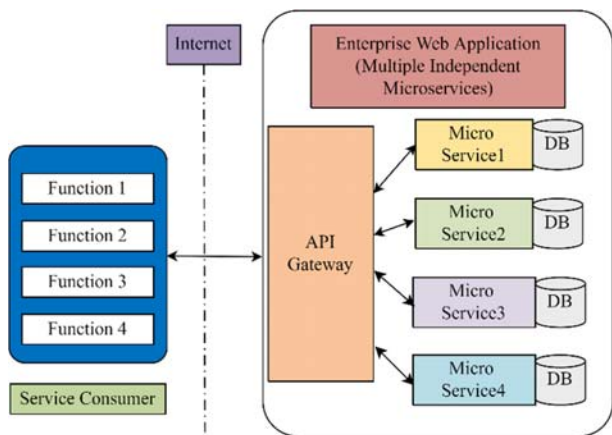 Internet
Enterprise Web Application
(Multiple Independent
Microservices)
Function 1
Function 2
Function 3
Function 4
Service Consumer
API
Gateway
Micro
Service1
DB
Micro
Service2
DB
Micro
Service3
DB
Micro
Service4
DB